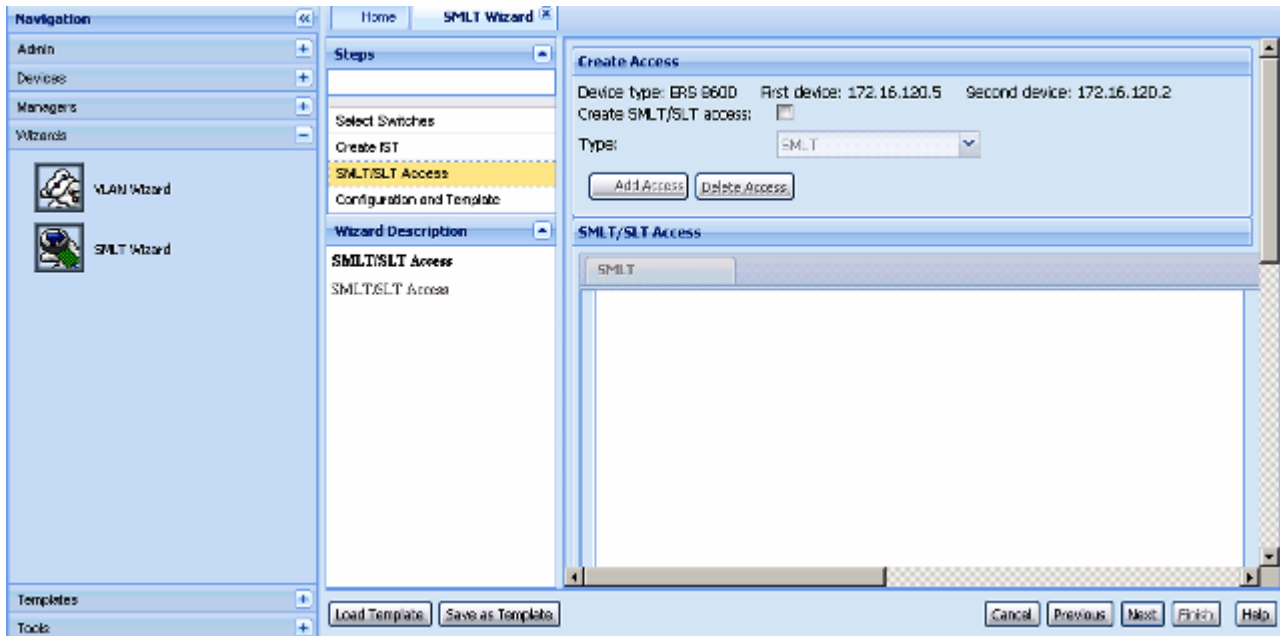 Navigation
Admin
Devices
Managers
Wizards
VLAN Wizard
SMLT Wizard
Templates
Tools
Home
SMLT Wizard
Steps
Select Switches
Create IST
SMLT/SLT Access
Configuration and Template
Wizard Description
SMLT/SLT Access
SMLT/SLT Access
Create Access
Device type: ERS 8600 First device: 172.16.120.5 Second device: 172.16.120.2
Create SMLT/SLT access:
Type: SMLT
Add Access Delete Access
SMLT/SLT Access
SMLT
Load Template Save as Template
Cancel Previous Next Finish Help